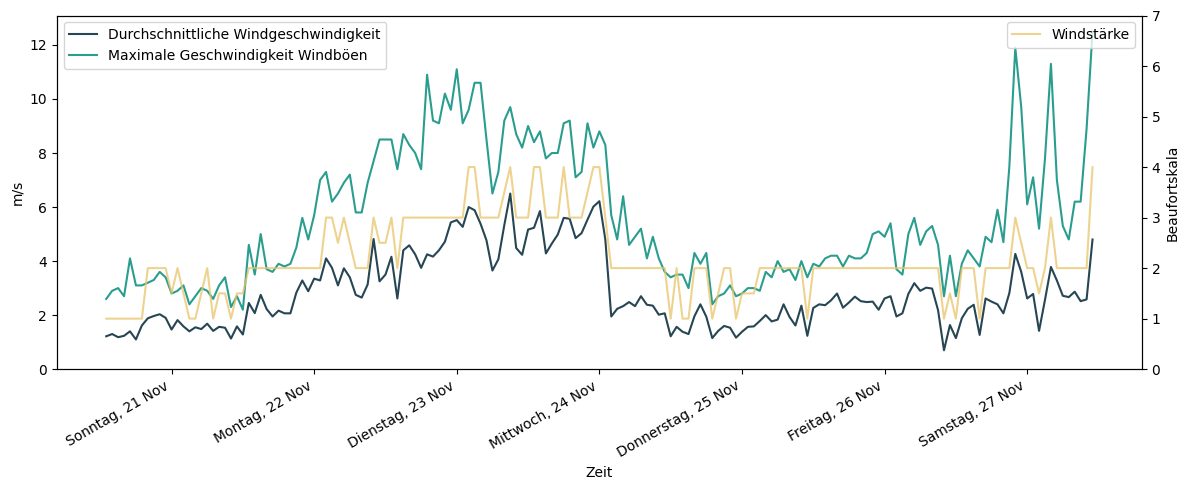 Durchschnittliche Windgeschwindigkeit
Maximale Geschwindigkeit Windböen
Windstärke
m/s
12
10
8
6
4
2
0
7
6
5
4
3
2
1
0
Beaufortskala
Sonntag, 21 Nov
Montag, 22 Nov
Dienstag, 23 Nov
Mittwoch, 24 Nov
Donnerstag, 25 Nov
Freitag, 26 Nov
Samstag, 27 Nov
Zeit